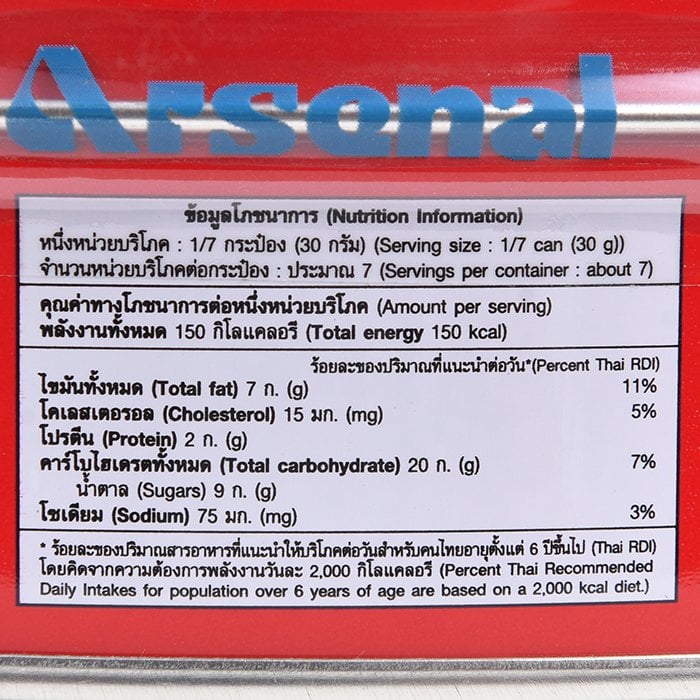 Arsenal
ข้อมูลโภชนาการ (Nutrition Information)
หนึ่งหน่วยบริโภค : 1/7 กระป๋อง (30 กรัม) (Serving size : 1/7 can (30 g))
จำนวนหน่วยบริโภคต่อกระป๋อง : ประมาณ 7 (Servings per container : about 7)
คุณค่าทางโภชนาการต่อหนึ่งหน่วยบริโภค (Amount per serving)
พลังงานทั้งหมด 150 กิโลแคลอรี (Total energy 150 kcal)
ร้อยละของปริมาณที่แนะนำต่อวัน*(Percent Thai RDI)
ไขมันทั้งหมด (Total fat) 7 ก. (g) 11%
โคเลสเตอรอล (Cholesterol) 15 มก. (mg) 5%
โปรตีน (Protein) 2 ก. (g)
คาร์โบไฮเดรตทั้งหมด (Total carbohydrate) 20 ก. (g) 7%
น้ำตาล (Sugars) 9 ก. (g)
โซเดียม (Sodium) 75 มก. (mg) 3%
* ร้อยละของปริมาณสารอาหารที่แนะนำให้บริโภคต่อวันสำหรับคนไทยอายุตั้งแต่ 6 ปีขึ้นไป (Thai RDI)
โดยคิดจากความต้องการพลังงานวันละ 2,000 กิโลแคลอรี (Percent Thai Recommended
Daily Intakes for population over 6 years of age are based on a 2,000 kcal diet.)